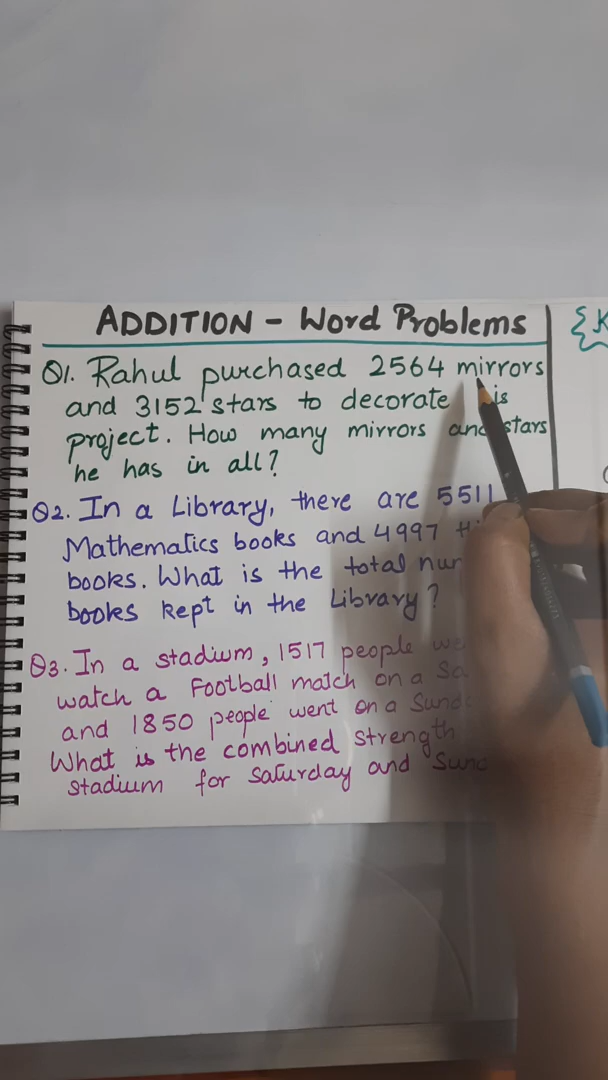 ADDITION - Word Problems
Q1. Rahul purchased 2564 mirrors
and 3152 stars to decorate is
project. How many mirrors and stars
he has in all?
Q2. In a Library, there are 5511
Mathematics books and 4997
books. What is the total
books kept in the Library?
Q3. In a stadium, 1517 people
watch a Football match on a
and 1850 people went on a
What is the combined strength
stadium for saturday and
{K